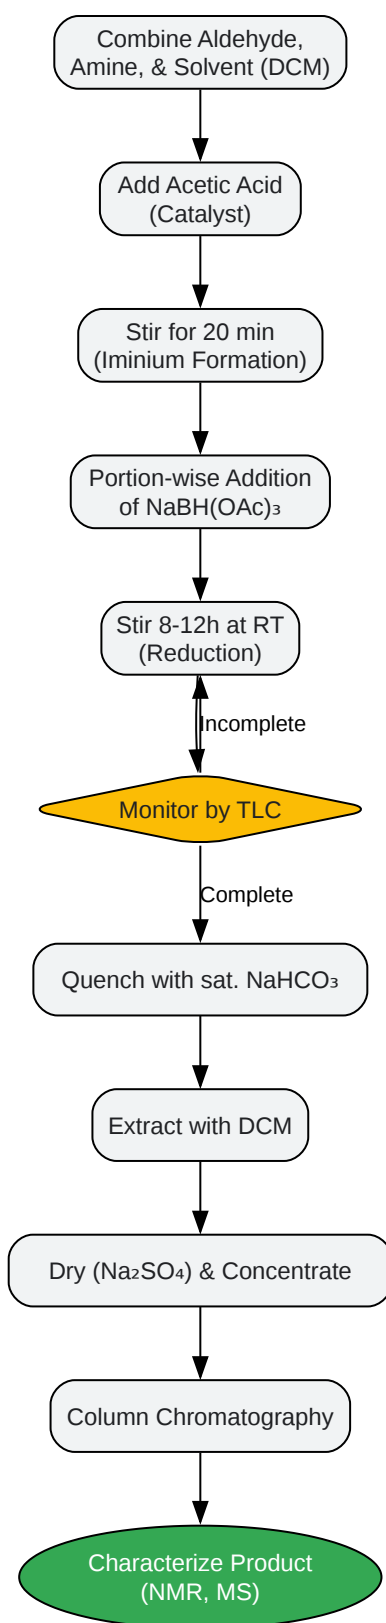 Combine Aldehyde,
Amine, & Solvent (DCM)
Add Acetic Acid
(Catalyst)
Stir for 20 min
(Iminium Formation)
Portion-wise Addition
of NaBH(OAc)₃
Stir 8-12h at RT
(Reduction)
Incomplete
Monitor by TLC
Complete
Quench with sat. NaHCO₃
Extract with DCM
Dry (Na₂SO₄) & Concentrate
Column Chromatography
Characterize Product
(NMR, MS)